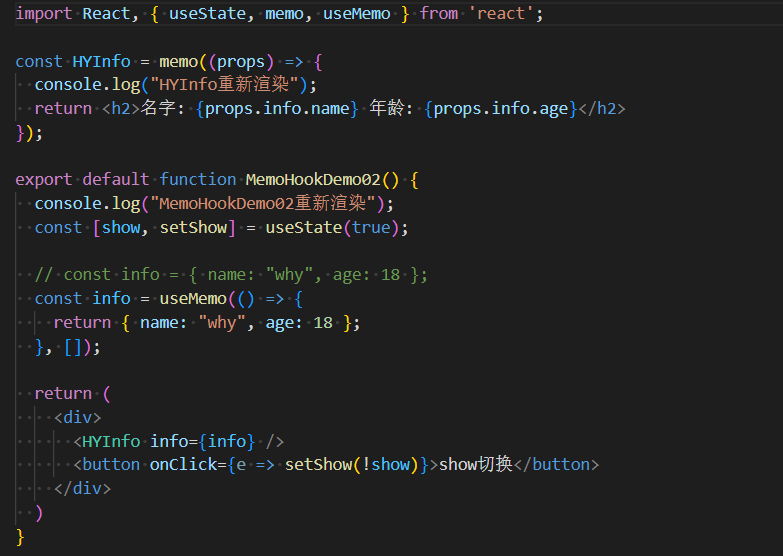 import React, { useState, memo, useMemo } from 'react';

const HYInfo = memo((props) => {
  console.log("HYInfo重新渲染");
  return <h2>名字: {props.info.name} 年龄: {props.info.age}</h2>
});

export default function MemoHookDemo02() {
  console.log("MemoHookDemo02重新渲染");
  const [show, setShow] = useState(true);

  // const info = { name: "why", age: 18 };
  const info = useMemo(() => {
    return { name: "why", age: 18 };
  }, []);

  return (
    <div>
      <HYInfo info={info} />
      <button onClick={e => setShow(!show)}>show切换</button>
    </div>
  )
}